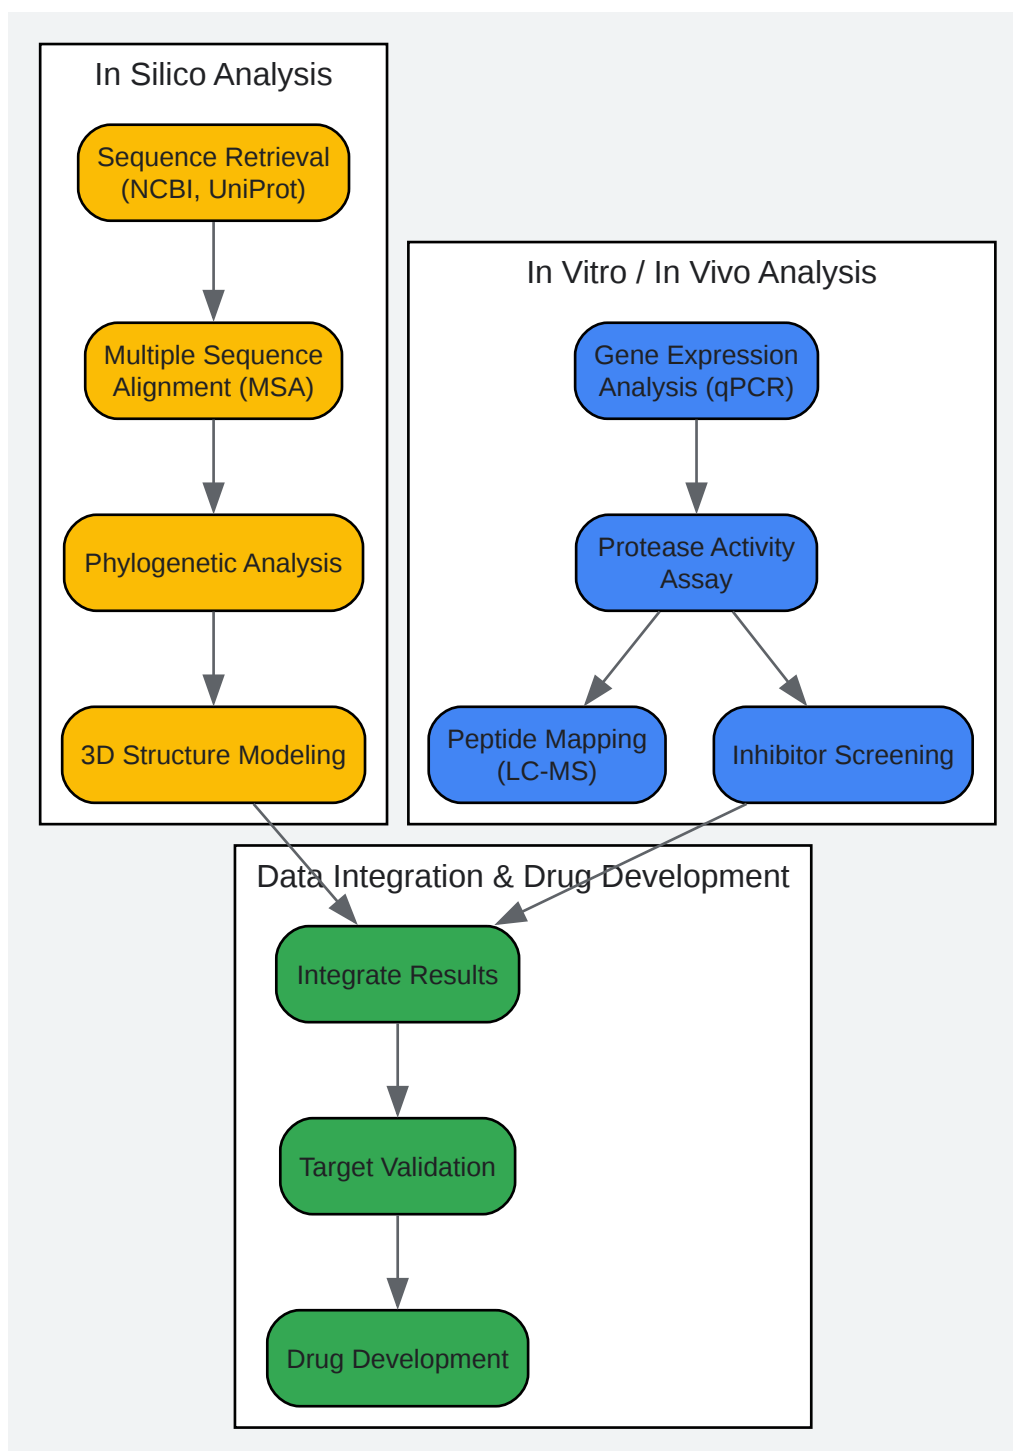 In Silico Analysis
Sequence Retrieval
(NCBI, UniProt)
Multiple Sequence
Alignment (MSA)
Phylogenetic Analysis
3D Structure Modeling
In Vitro / In Vivo Analysis
Gene Expression
Analysis (qPCR)
Protease Activity
Assay
Peptide Mapping
(LC-MS)
Inhibitor Screening
Data Integration & Drug Development
Integrate Results
Target Validation
Drug Development